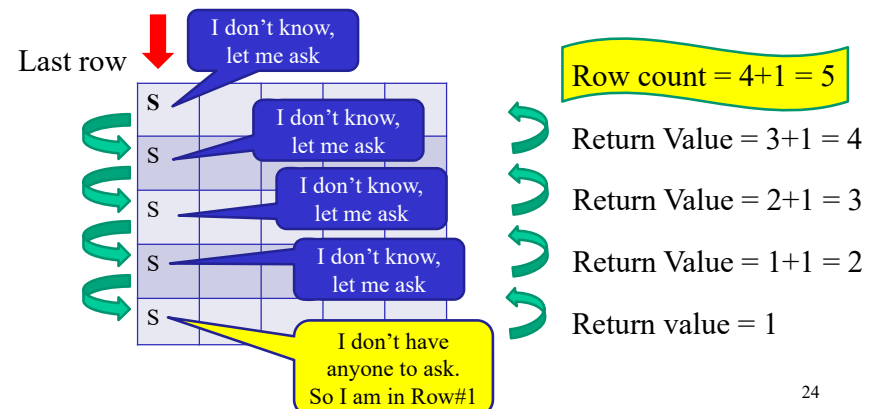 Last row
I don't know,
let me ask
S
I don't know,
let me ask
S
I don't know,
let me ask
S
I don't know,
let me ask
S
I don't have
anyone to ask.
So I am in Row#1
S
Row count = 4+1 = 5
Return Value = 3+1 = 4
Return Value = 2+1 = 3
Return Value = 1+1 = 2
Return value = 1
24